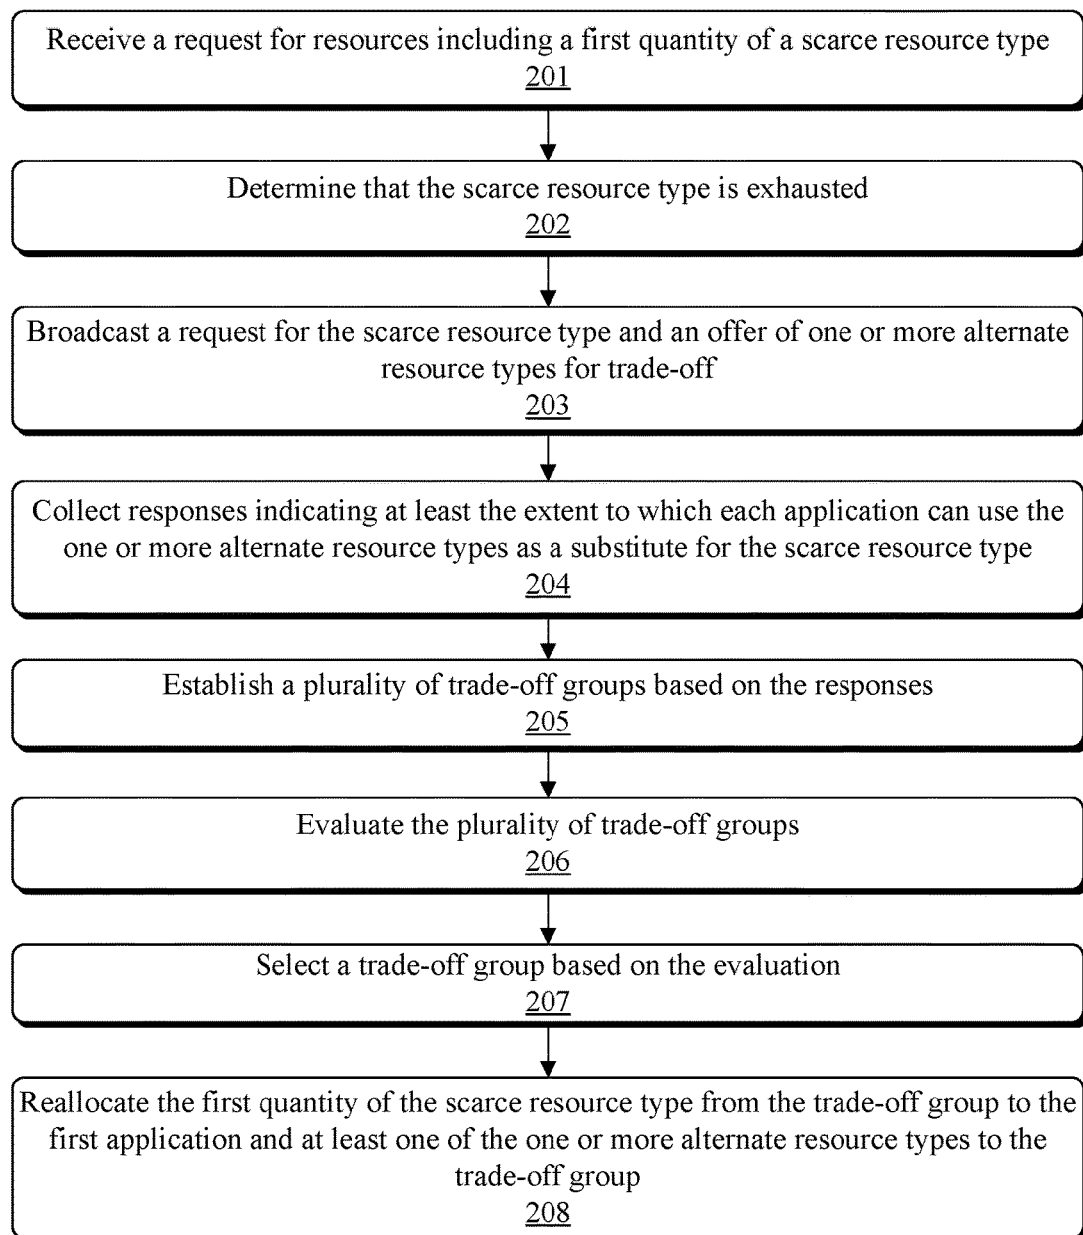 Receive a request for resources including a first quantity of a scarce resource type
201
Determine that the scarce resource type is exhausted
202
Broadcast a request for the scarce resource type and an offer of one or more alternate
resource types for trade-off
203
Collect responses indicating at least the extent to which each application can use the
one or more alternate resource types as a substitute for the scarce resource type
204
Establish a plurality of trade-off groups based on the responses
205
Evaluate the plurality of trade-off groups
206
Select a trade-off group based on the evaluation
207
Reallocate the first quantity of the scarce resource type from the trade-off group to the
first application and at least one of the one or more alternate resource types to the
trade-off group
208